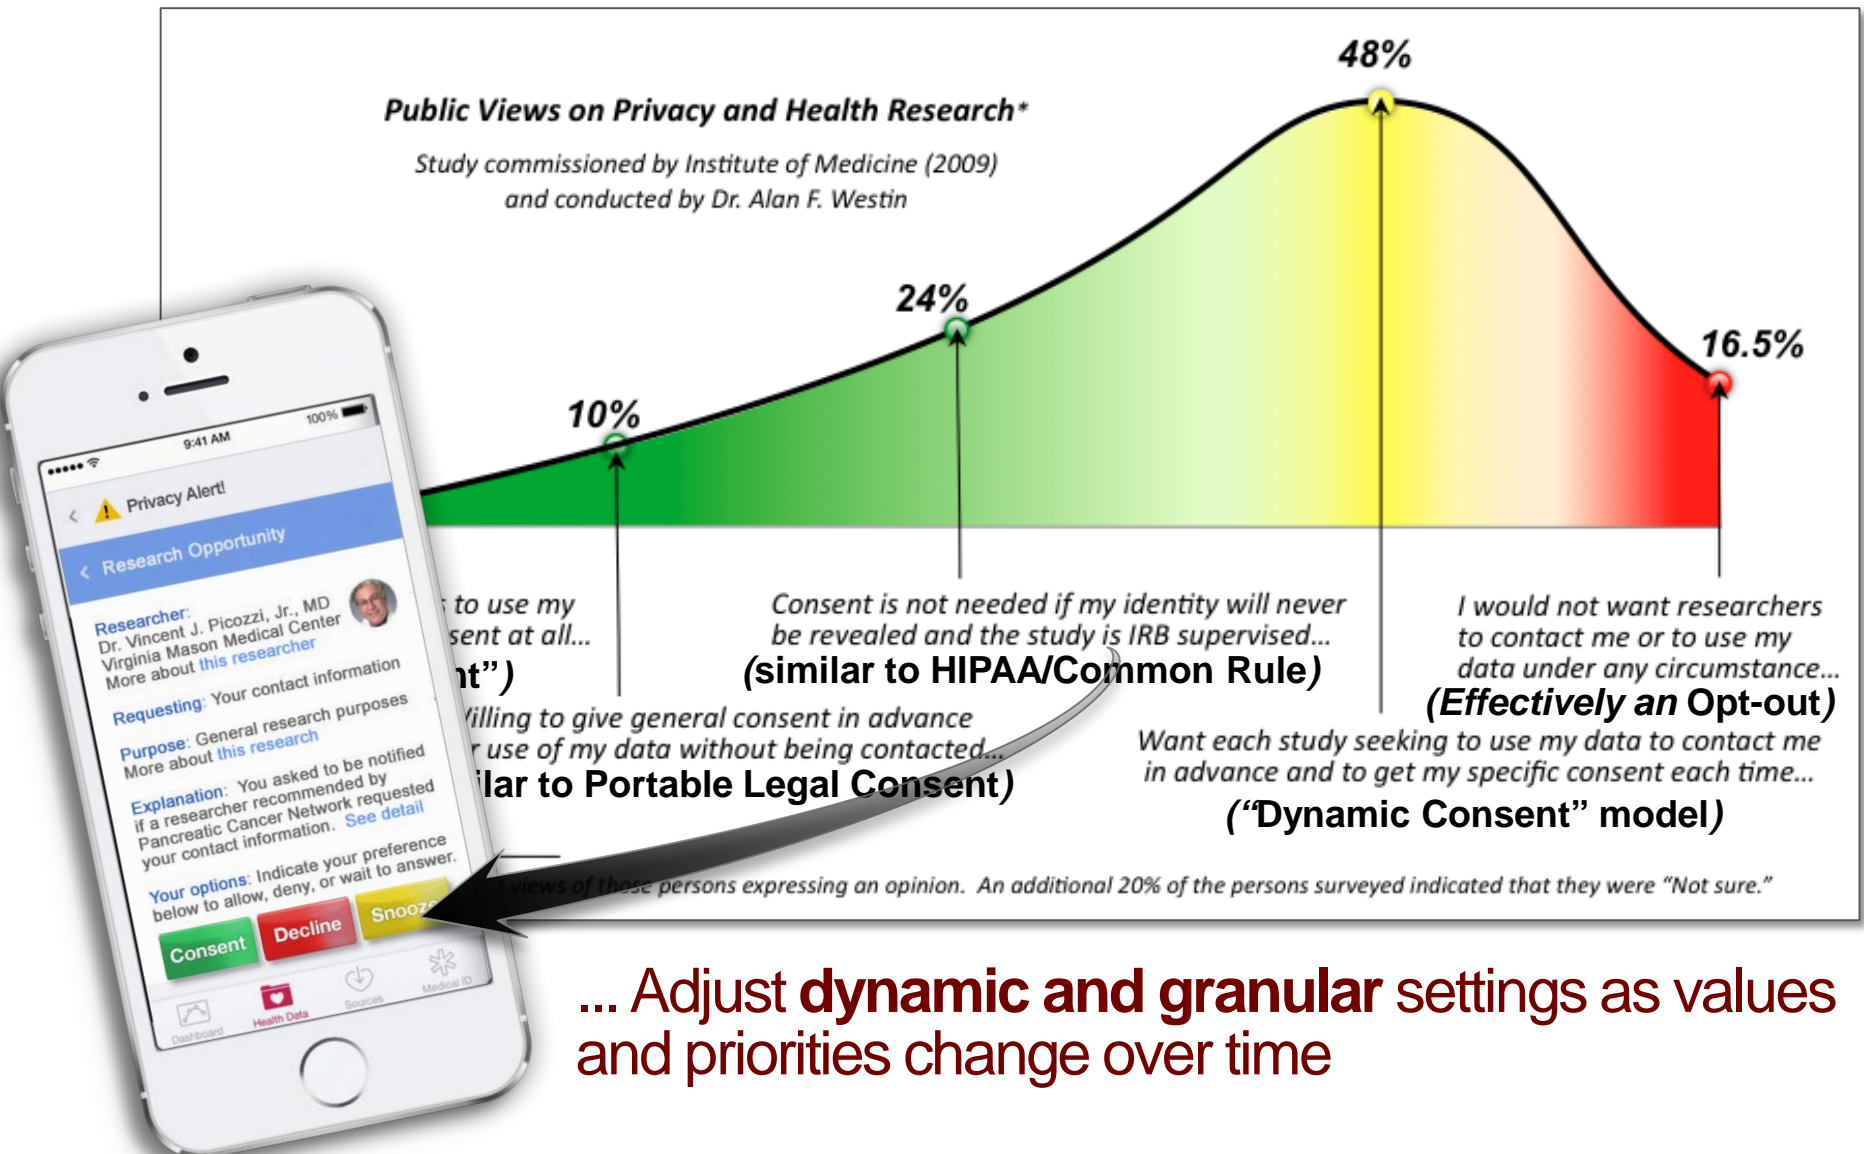 48%
Public Views on Privacy and Health Research*
Study commissioned by Institute of Medicine (2009)
and conducted by Dr. Alan F. Westin
24%
16.5%
10%
to use my
at all...
Consent is not needed if my identity will never
be revealed and the study is IRB supervised...
(similar to HIPAA/Common Rule)
I would not want researchers
to contact me or to use my
data under any circumstance...
(Effectively an Opt-out)
to give general consent in advance
use of my data without being contacted...
to Portable Legal Consent)
Want each study seeking to use my data to contact me
in advance and to get my specific consent each time...
(“Dynamic Consent” model)
views of those persons expressing an opinion. An additional 20% of the persons surveyed indicated that they were “Not sure.”
9:41 AM
100%
Privacy Alert!
Research Opportunity
Researcher:
Dr. Vincent J. Picozzi, Jr., MD
Virginia Mason Medical Center
More about this researcher
Requesting: Your contact information
Purpose: General research purposes
More about this research
Explanation: You asked to be notified
if a researcher recommended by
Pancreatic Cancer Network requested
your contact information. See detail
Your options: Indicate your preference
below to allow, deny, or wait to answer.
Consent
Decline
Snooze
Dashboard
Health Data
Sources
Medical ID
... Adjust dynamic and granular settings as values
and priorities change over time